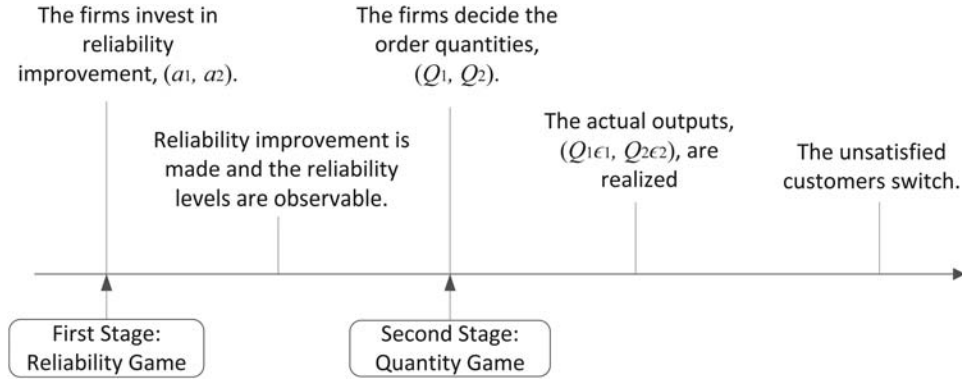 The firms invest in
reliability
improvement, (a1, a2).
The firms decide the
order quantities,
(Q1, Q2).
Reliability improvement is
made and the reliability
levels are observable.
The actual outputs,
(Q1ϵ1, Q2ϵ2), are
realized
The unsatisfied
customers switch.
First Stage:
Reliability Game
Second Stage:
Quantity Game